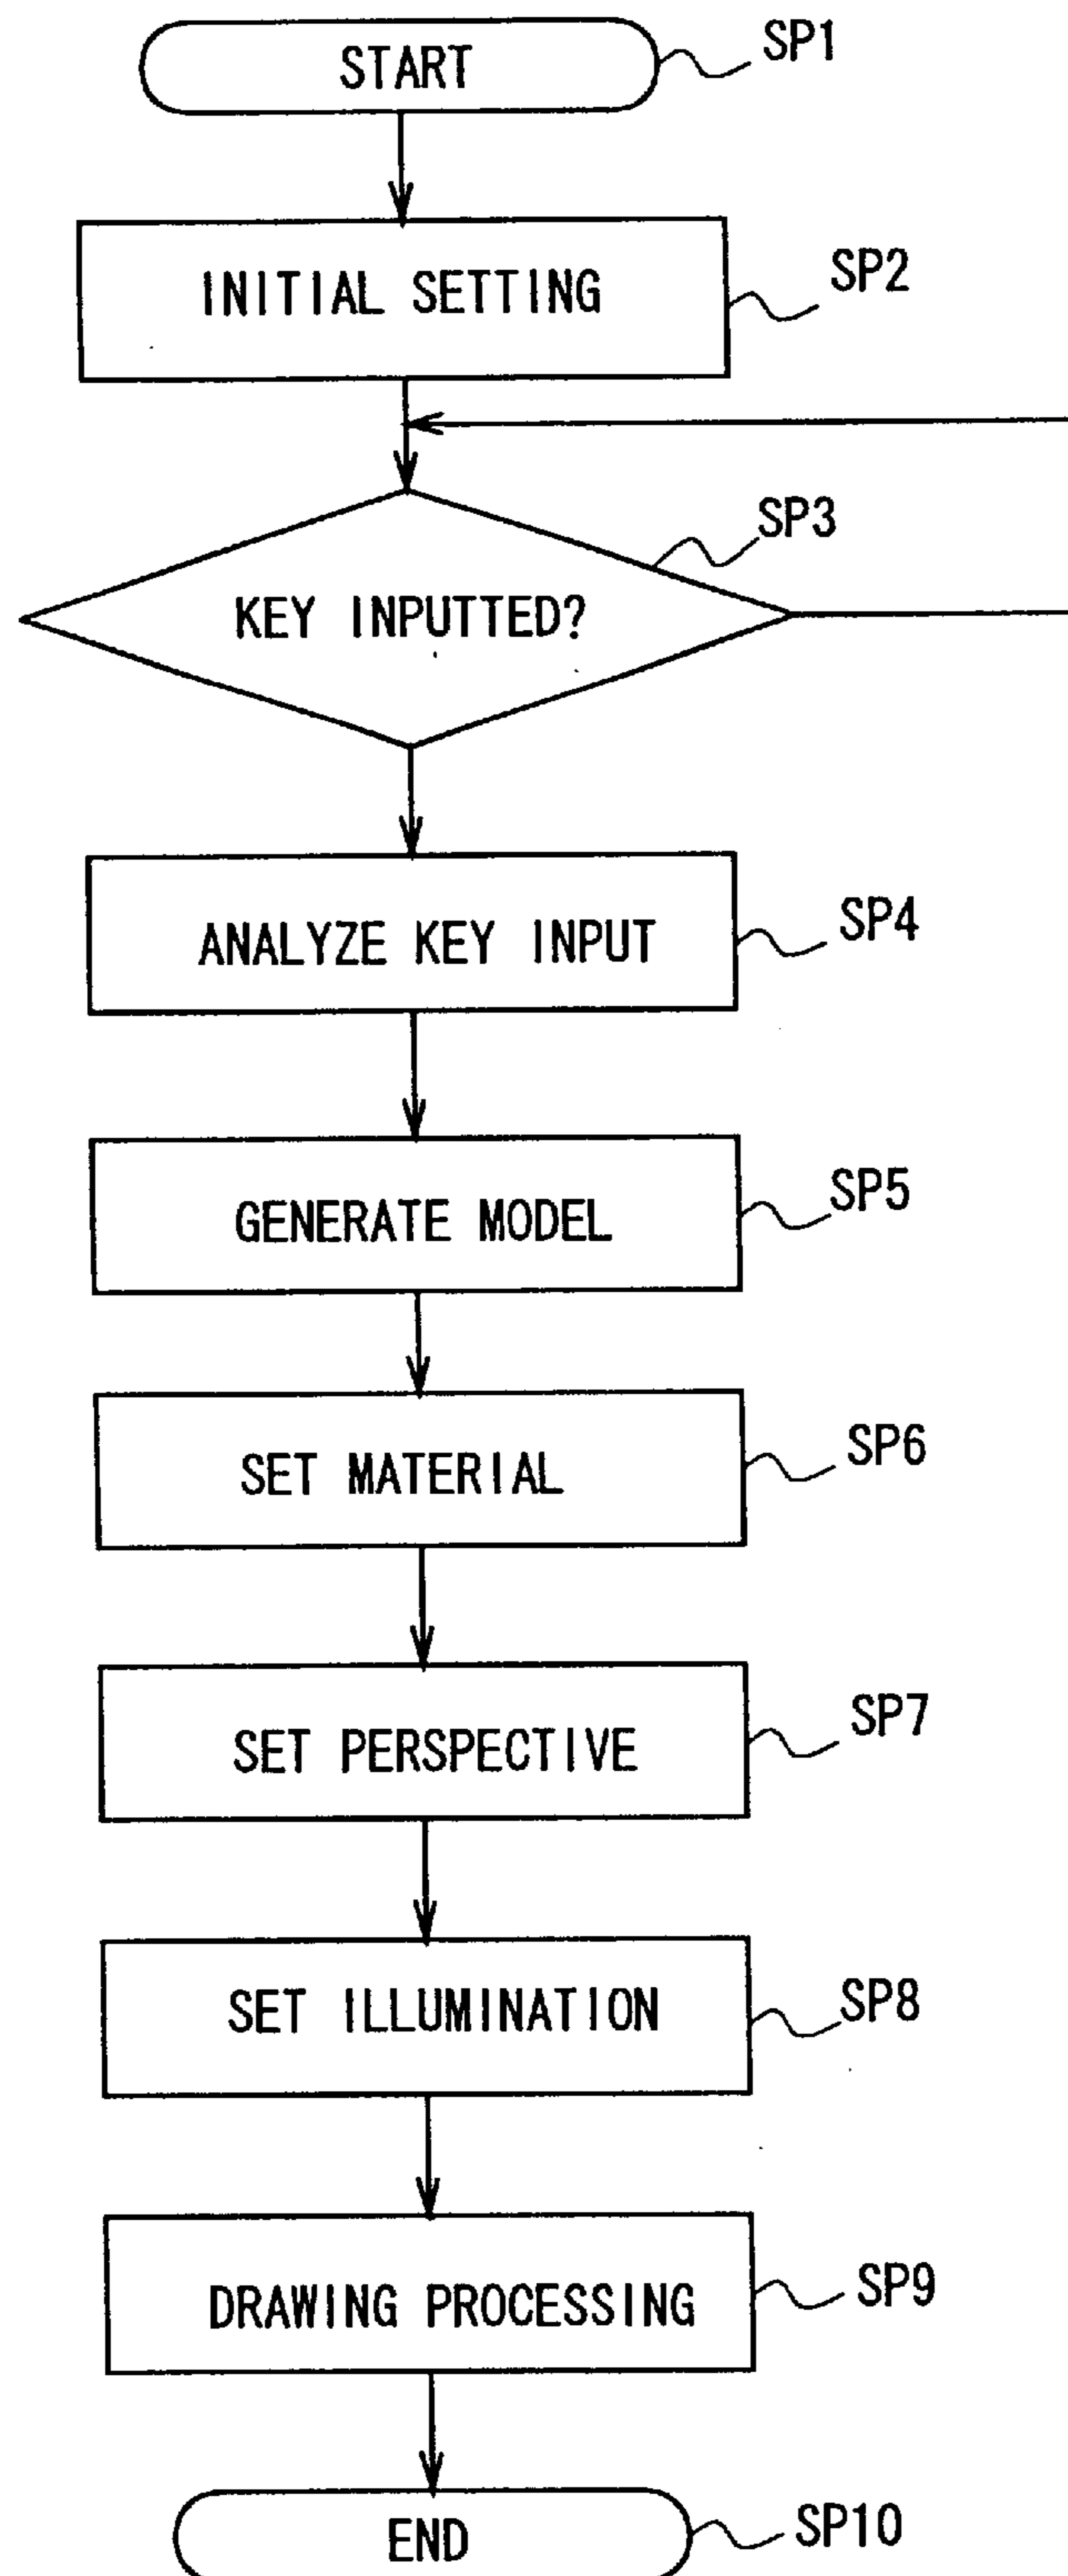 START
SP1
INITIAL SETTING
SP2
KEY INPUTTED?
SP3
ANALYZE KEY INPUT
SP4
GENERATE MODEL
SP5
SET MATERIAL
SP6
SET PERSPECTIVE
SP7
SET ILLUMINATION
SP8
DRAWING PROCESSING
SP9
END
SP10